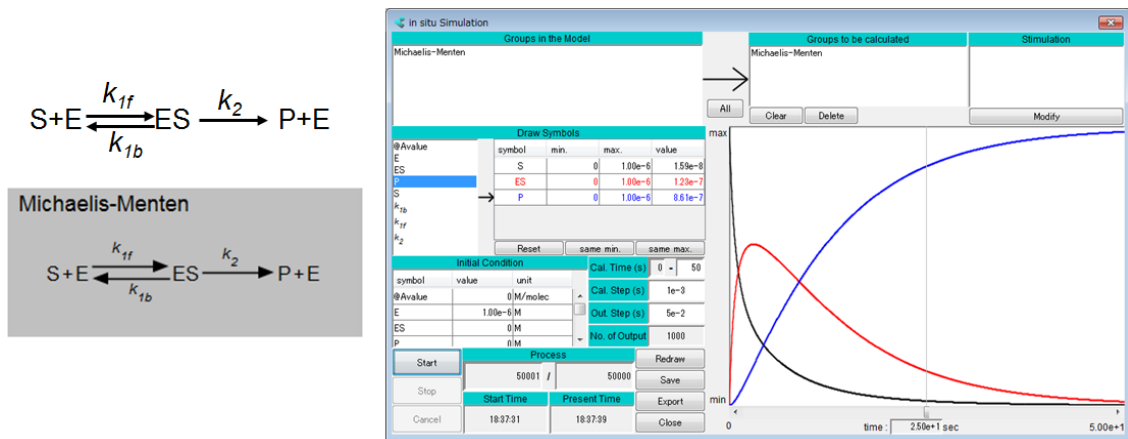 S+E k1f k1b ES k2 P+E
Michaelis-Menten
S+E k1f k1b ES k2 P+E
in situ Simulation
Groups in the Model
Michaelis-Menten
All
Groups to be calculated
Michaelis-Menten
Clear Delete
Stimulation
Modify
Draw Symbols
@Avalue
E
ES
P
S
k1b
k1f
k2
symbol min. max. value
S 0 1.00e-6 1.59e-8
ES 0 1.00e-6 1.23e-7
P 0 1.00e-6 8.61e-7
Reset same min. same max.
Initial Condition
symbol value unit
@Avalue 0 M/molec
E 1.00e-6 M
ES 0 M
P 0 M
Cal. Time (s) 0 - 50
Cal. Step (s) 1e-3
Out. Step (s) 5e-2
No. of Output 1000
Start
Stop
Cancel
Process
50001 / 50000
Start Time Present Time
18:37:31 18:37:39
Redraw
Save
Export
Close
max
min
0 time : 2.50e+1 sec 5.00e+1